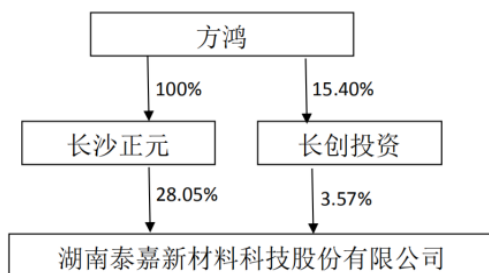 方鸿
100%
15.40%
长沙正元
长创投资
28.05%
3.57%
湖南泰嘉新材料科技股份有限公司